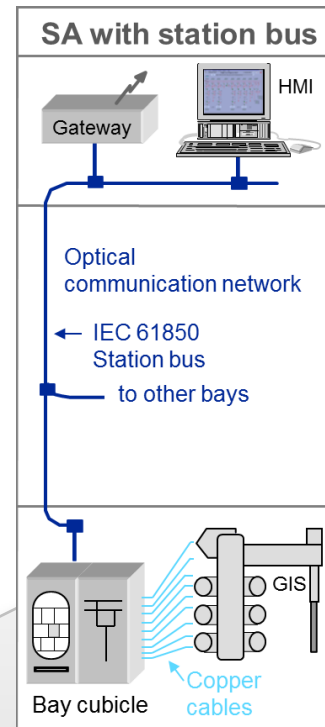 SA with station bus
Gateway
HMI
Optical
communication network
IEC 61850
Station bus
to other bays
GIS
Bay cubicle
Copper
cables